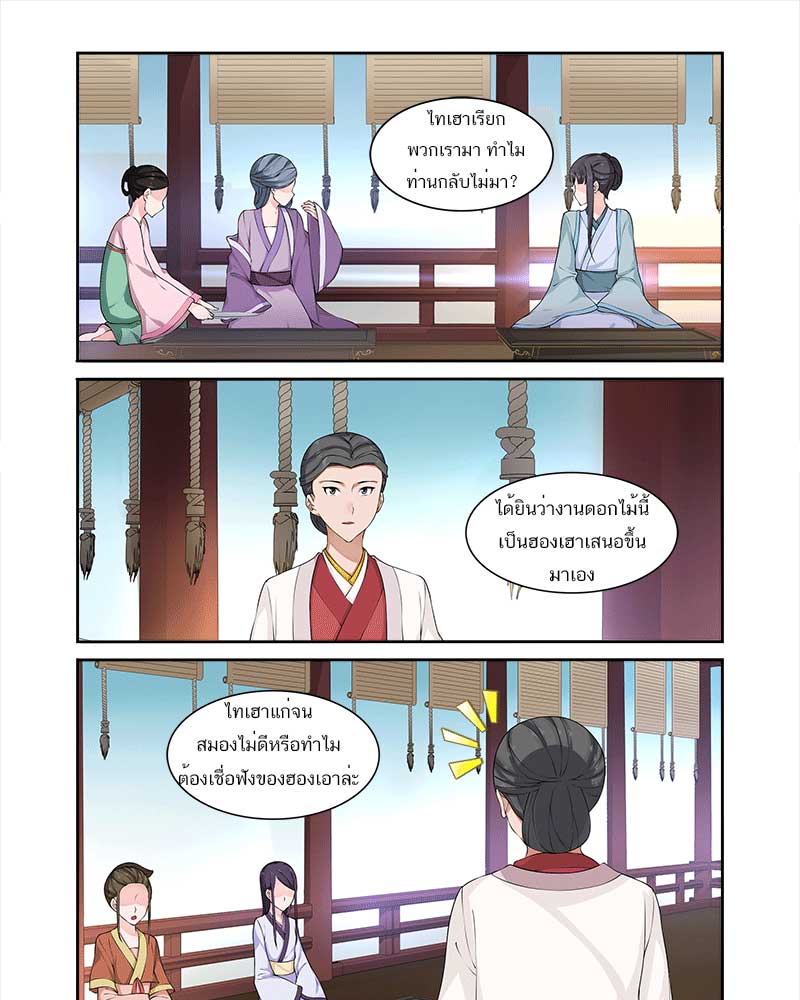 ไทเฮาเรียก
พวกเรามา ทำไม
ท่านกลับไม่มา?
ได้ยินว่างานดอกไม้นี้
เป็นฮองเฮาเสนอขึ้น
มาเอง
ไทเฮาแก่จน
สมองไม่ดีหรือทำไม
ต้องเชื่อฟังของฮองเอาล่ะ